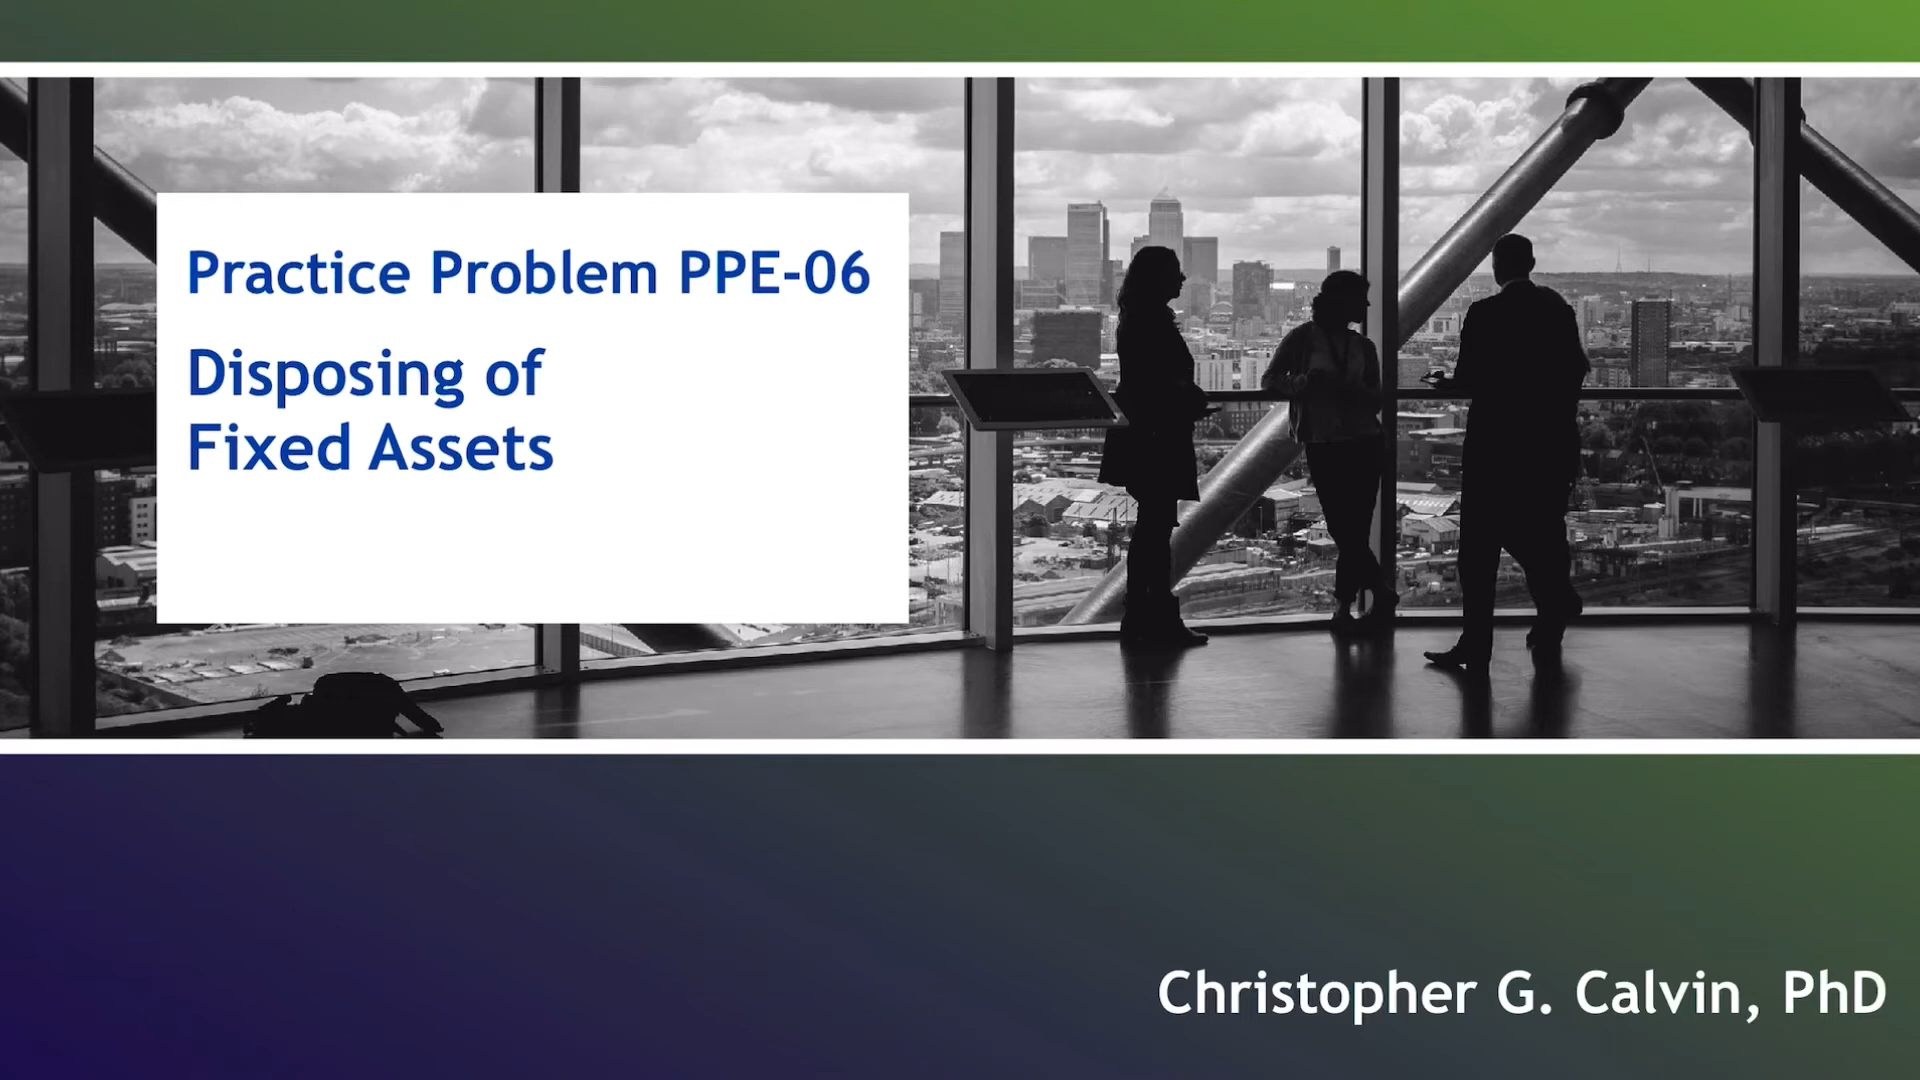 Practice Problem PPE-06
Disposing of
Fixed Assets
Christopher G. Calvin, PhD